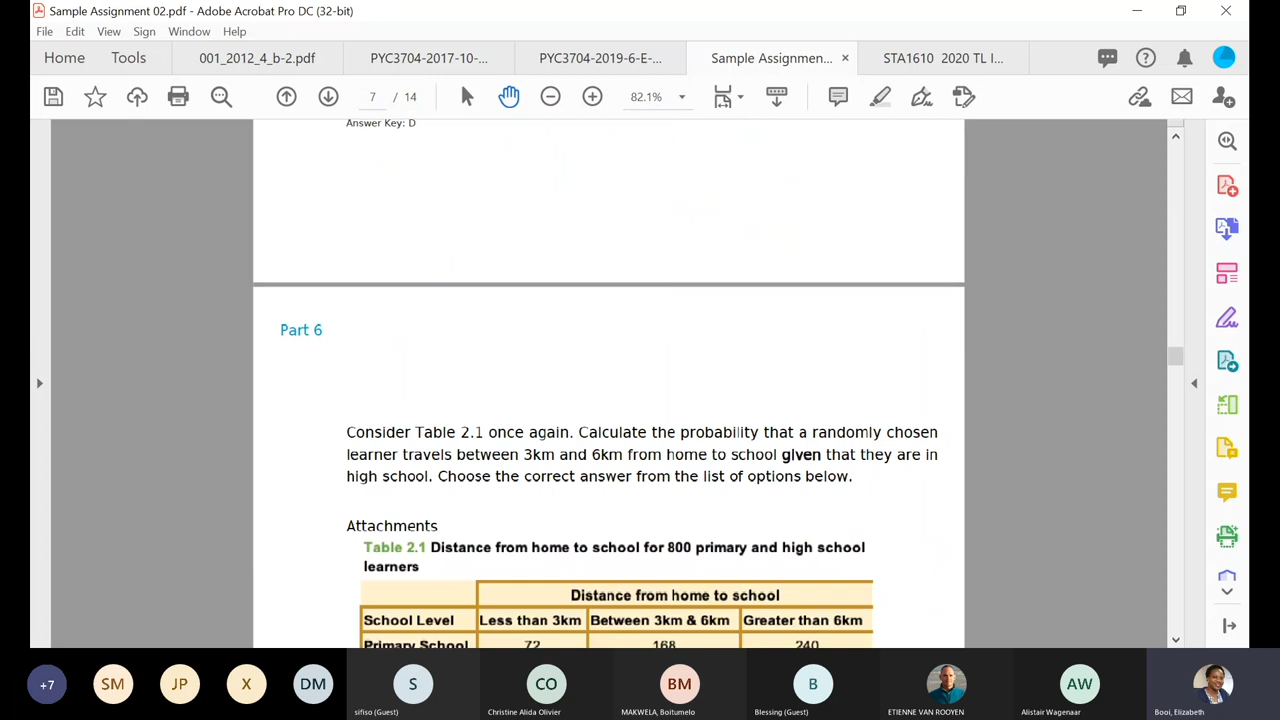 Sample Assignment 02.pdf - Adobe Acrobat Pro DC (32-bit)
File Edit View Sign Window Help
Home Tools 001_2012_4_b-2.pdf PYC3704-2017-10-... PYC3704-2019-6-E-... Sample Assignmen... × STA1610 2020 TL I...
7 / 14 82.1%
Answer Key: D
Part 6
Consider Table 2.1 once again. Calculate the probability that a randomly chosen
learner travels between 3km and 6km from home to school given that they are in
high school. Choose the correct answer from the list of options below.
Attachments
Table 2.1 Distance from home to school for 800 primary and high school
learners
Distance from home to school
School Level Less than 3km Between 3km & 6km Greater than 6km
Primary School 72 168 240
+7 SM JP X DM S CO BM B AW
sifiso (Guest) Christine Alida Olivier MAKWELA, Boitumelo Blessing (Guest) ETIENNE VAN ROOYEN Alistair Wagenaar Booi, Elizabeth